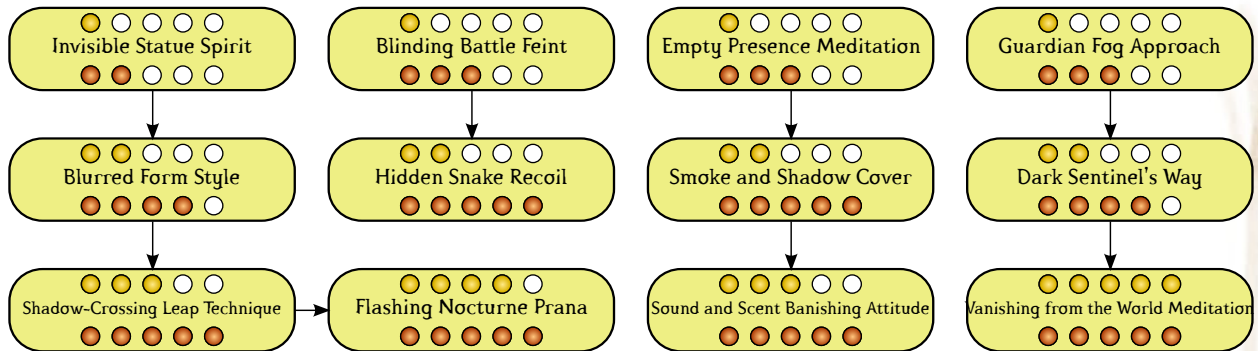 Invisible Statue Spirit
Blinding Battle Feint
Empty Presence Meditation
Guardian Fog Approach
Blurred Form Style
Hidden Snake Recoil
Smoke and Shadow Cover
Dark Sentinel's Way
Shadow-Crossing Leap Technique
Flashing Nocturne Prana
Sound and Scent Banishing Attitude
Vanishing from the World Meditation